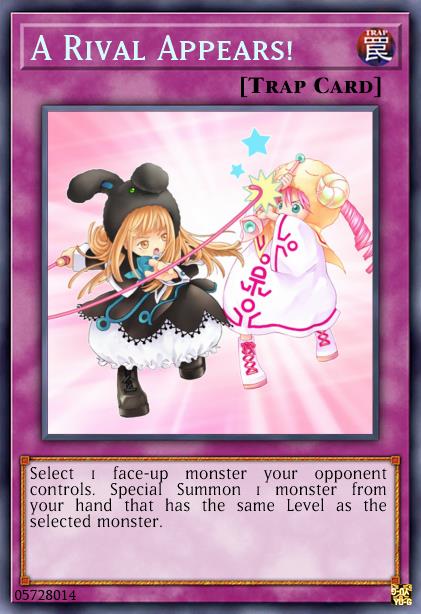 A Rival Appears!
TRAP
罠
[Trap Card]
Select 1 face-up monster your opponent
controls. Special Summon 1 monster from
your hand that has the same Level as the
selected monster.
05728014